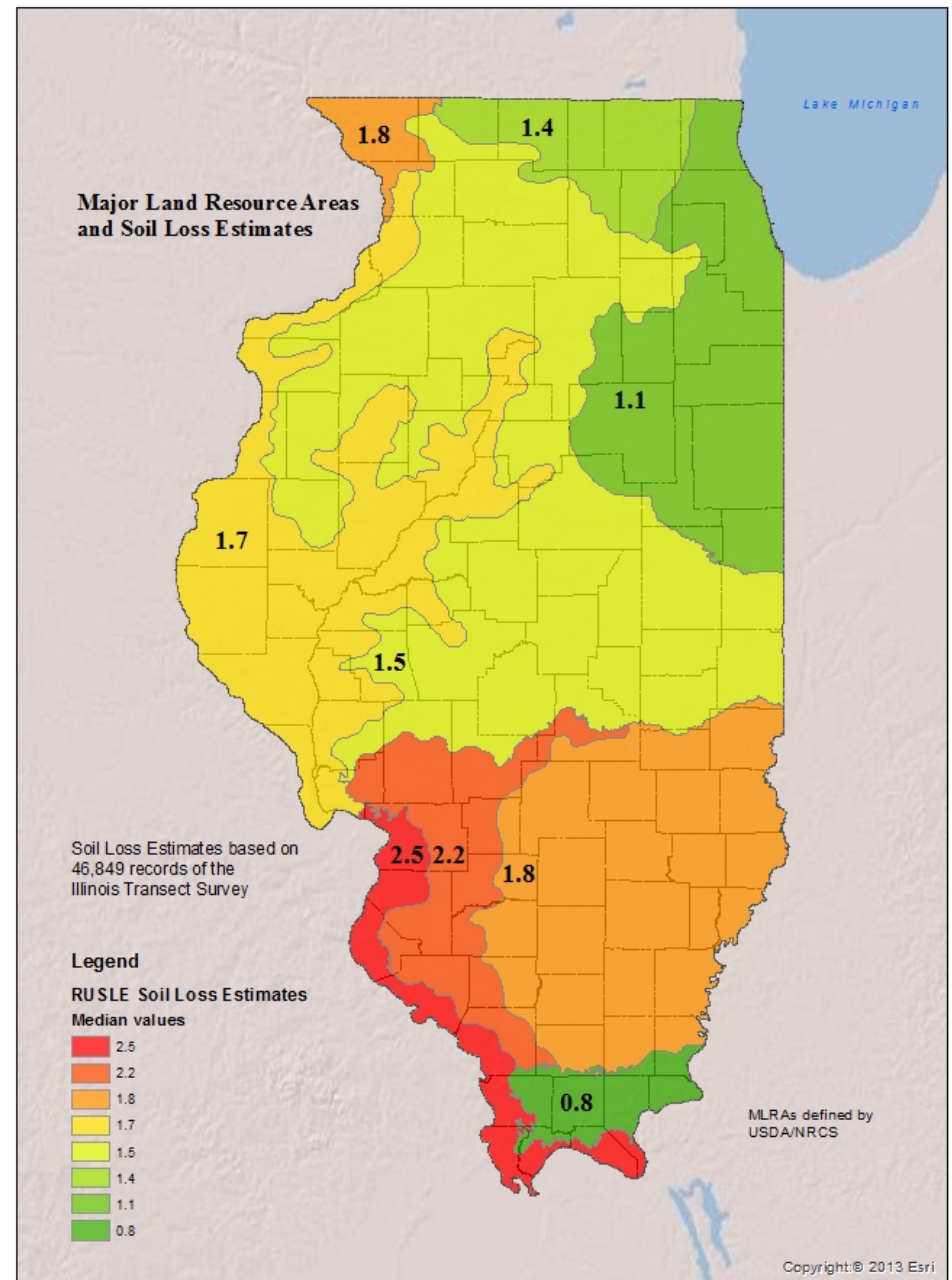 Lake Michigan
1.8
1.4
Major Land Resource Areas
and Soil Loss Estimates
1.1
1.7
1.5
2.5
2.2
1.8
Soil Loss Estimates based on
46,849 records of the
Illinois Transect Survey
Legend
RUSLE Soil Loss Estimates
Median values
2.5
2.2
1.8
1.7
1.5
1.4
1.1
0.8
0.8
MLRAs defined by
USDA/NRCS
Copyright:© 2013 Esri